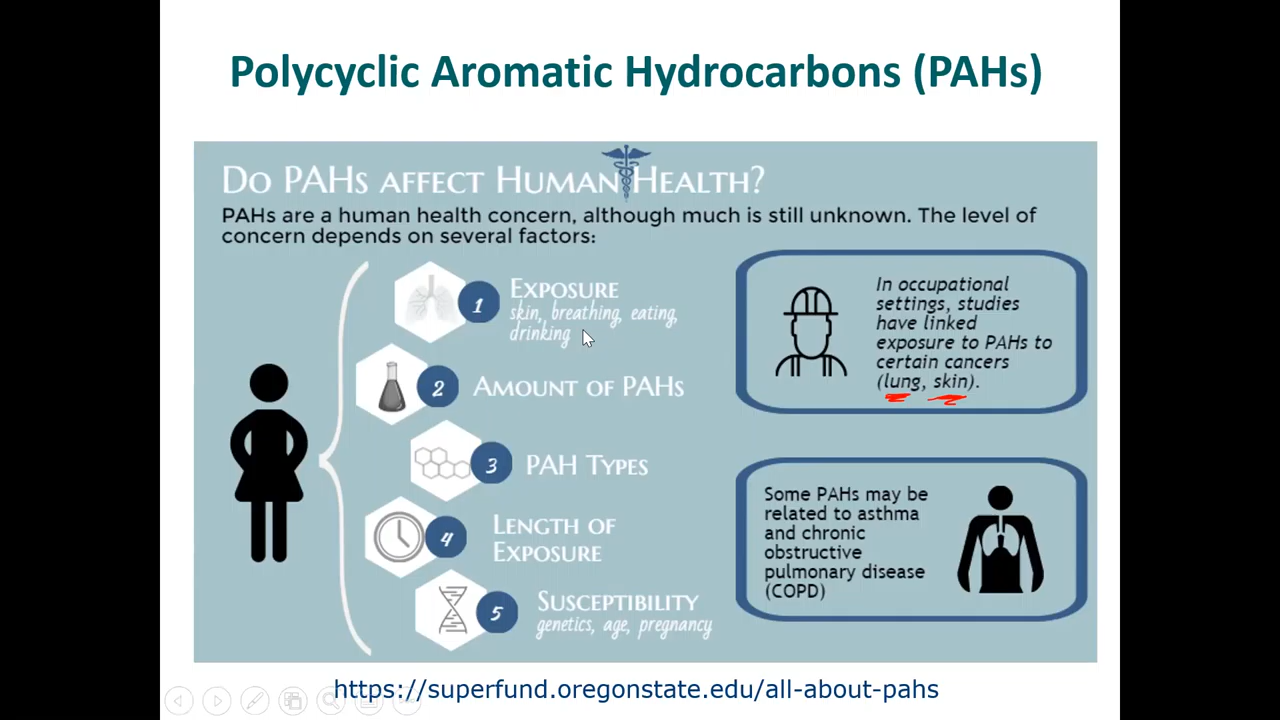 Polycyclic Aromatic Hydrocarbons (PAHs)
Do PAHs affect Human Health?
PAHs are a human health concern, although much is still unknown. The level of
concern depends on several factors:
1
Exposure
skin, breathing, eating,
drinking
2
Amount of PAHs
3
PAH Types
4
Length of
Exposure
5
Susceptibility
genetics, age, pregnancy
In occupational
settings, studies
have linked
exposure to PAHs to
certain cancers
(lung, skin).
Some PAHs may be
related to asthma
and chronic
obstructive
pulmonary disease
(COPD)
https://superfund.oregonstate.edu/all-about-pahs